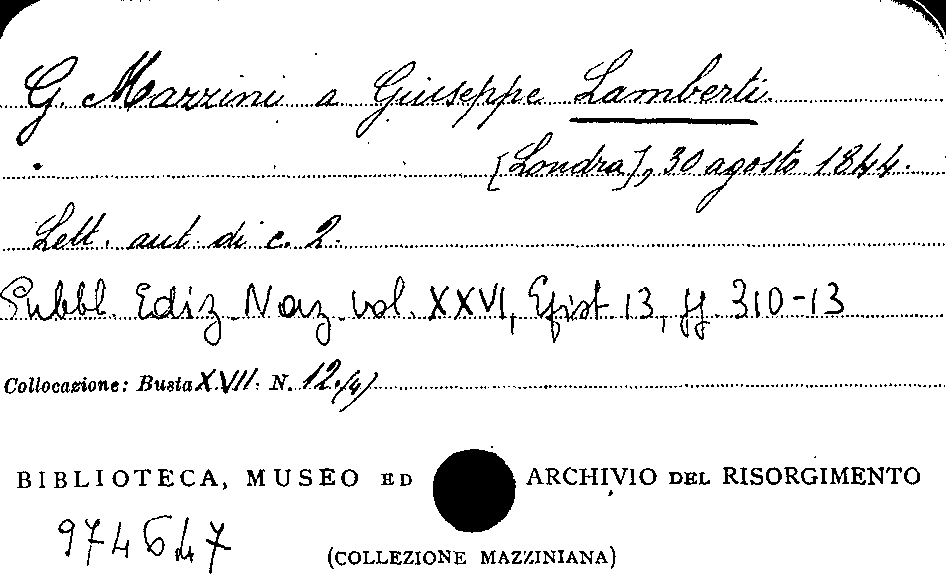 G. Mazzini a Giuseppe Lamberti.
[Londra], 30 agosto 1844.
Lett. aut. di c. 2.
Pubbl. Ediz. Naz. vol. XXVI, Epist. 13, pp. 310-13
Collocazione: Busta XVII. N. 12.(4)
BIBLIOTECA, MUSEO ED ARCHIVIO DEL RISORGIMENTO
974647
(COLLEZIONE MAZZINIANA)